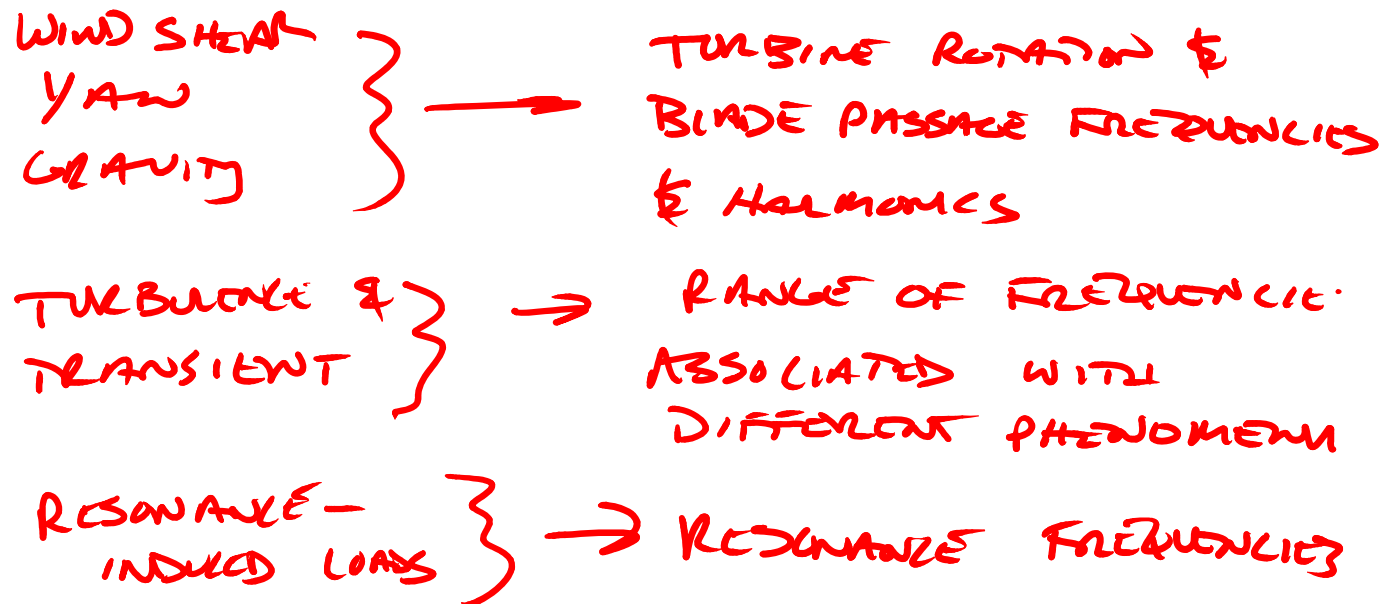 WIND SHEAR
YAW
GRAVITY
TURBINE ROTATION &
BLADE PASSAGE FREQUENCIES
& HARMONICS
TURBULENCE &
TRANSIENT
RANGE OF FREQUENCIE.
ASSOCIATED WITH
DIFFERENT PHENOMENA
RESONANCE-
INDUCED LOADS
RESONANCE FREQUENCIES